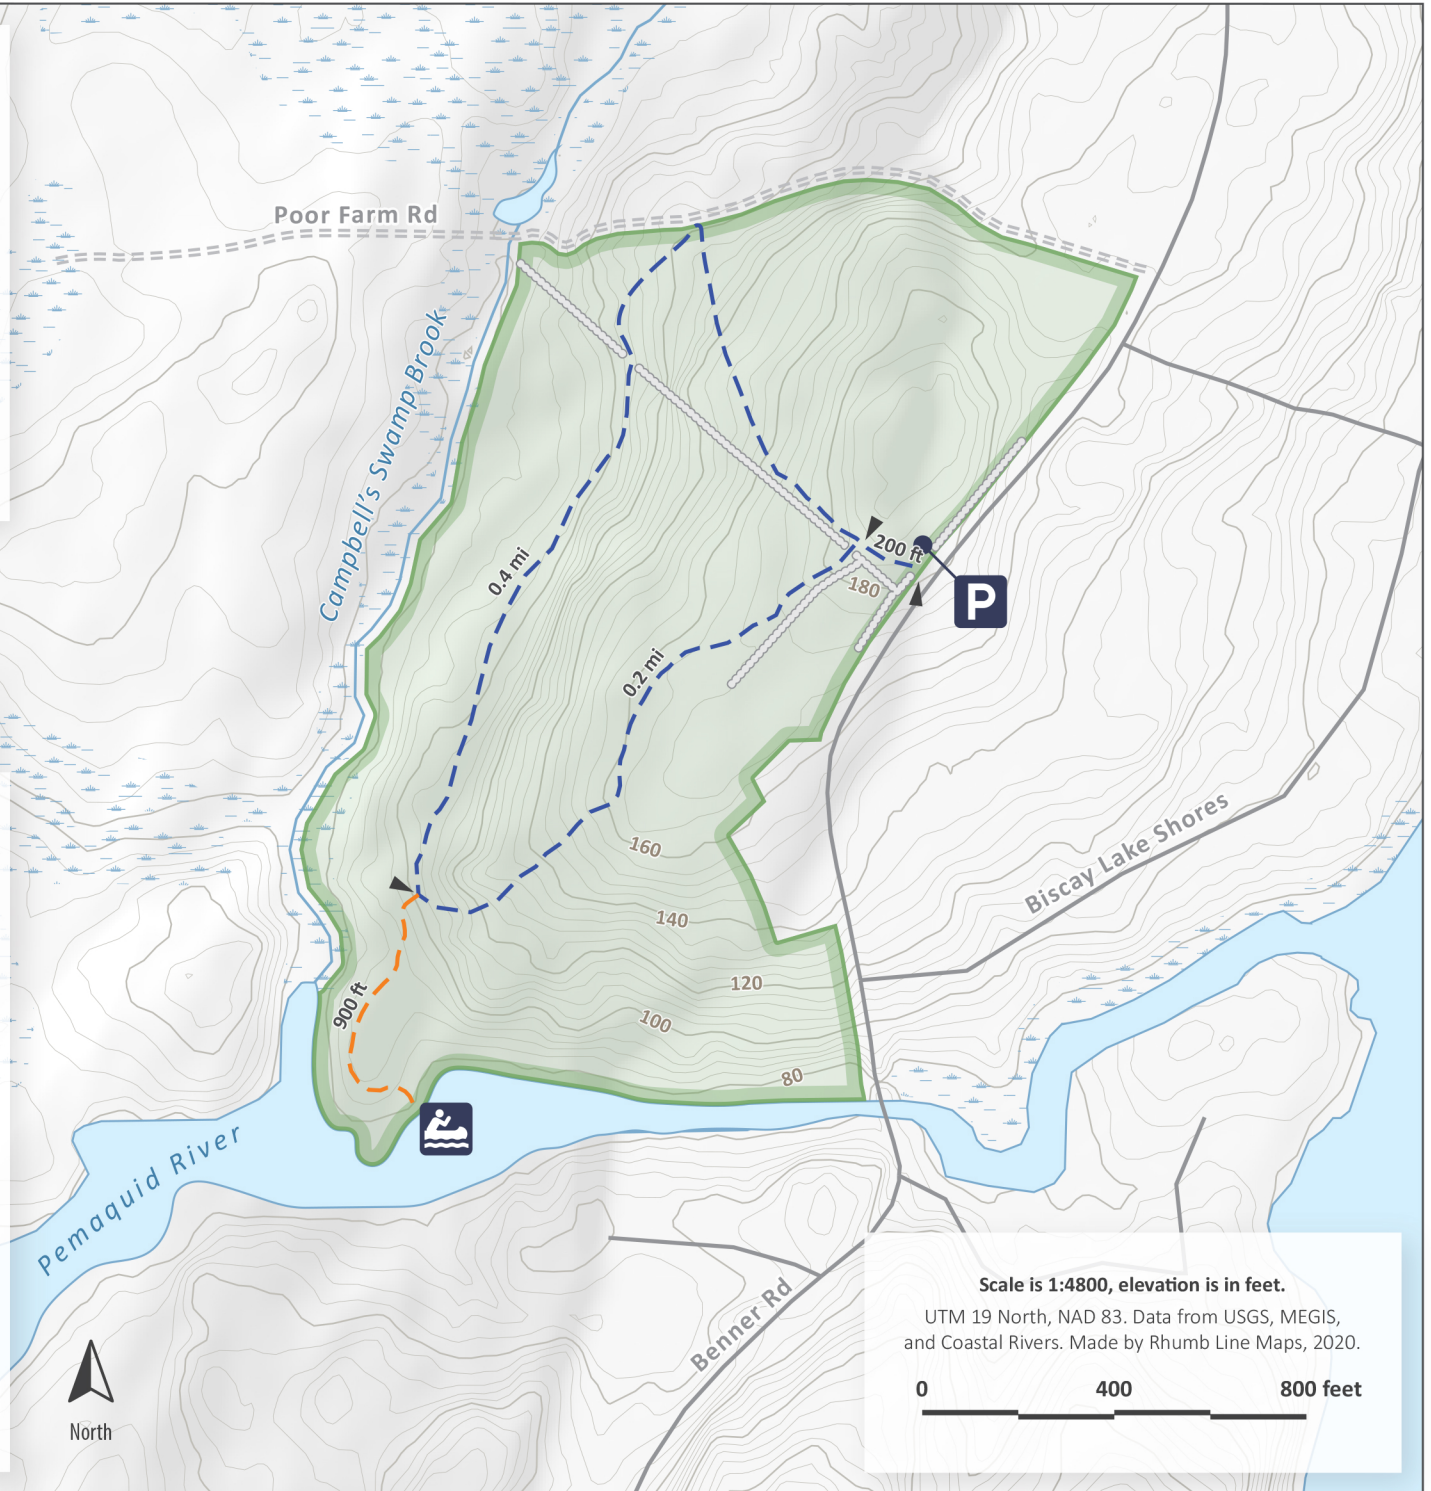 Poor Farm Rd
Campbell's Swamp Brook
0.4 mi
200 ft
P
180
0.2 mi
160
Biscay Lake Shores
140
120
900 ft
100
80
Pemaquid River
Benner Rd
Scale is 1:4800, elevation is in feet.
UTM 19 North, NAD 83. Data from USGS, MEGIS,
and Coastal Rivers. Made by Rhumb Line Maps, 2020.
0 400 800 feet
North